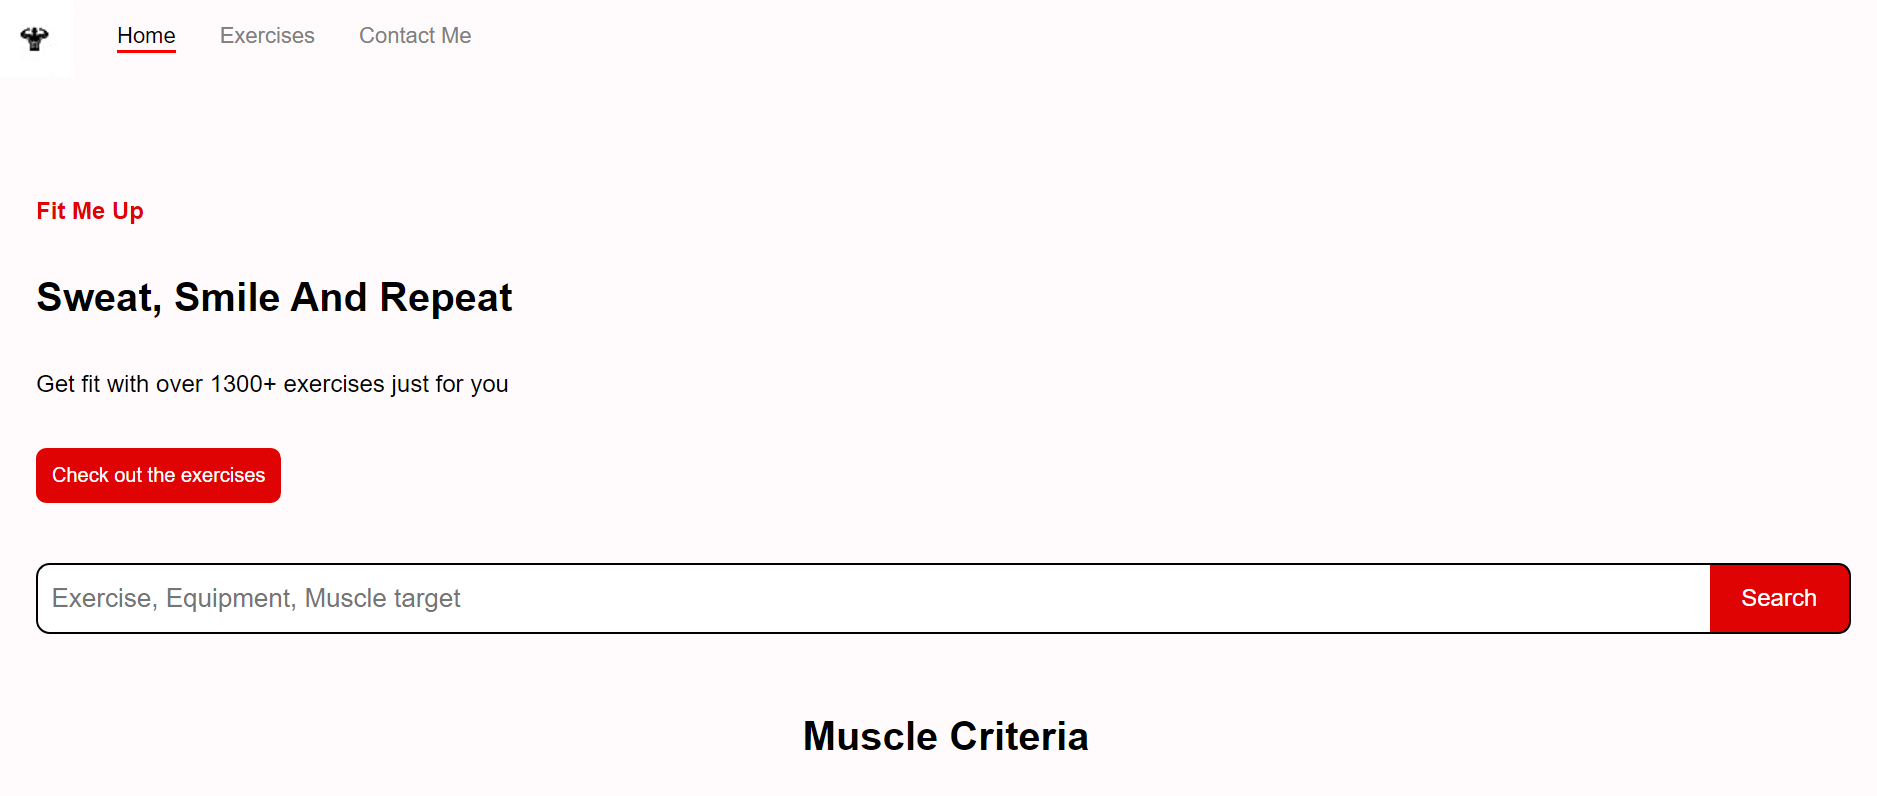 Home Exercises Contact Me
Fit Me Up
Sweat, Smile And Repeat
Get fit with over 1300+ exercises just for you
Check out the exercises
Exercise, Equipment, Muscle target Search
Muscle Criteria